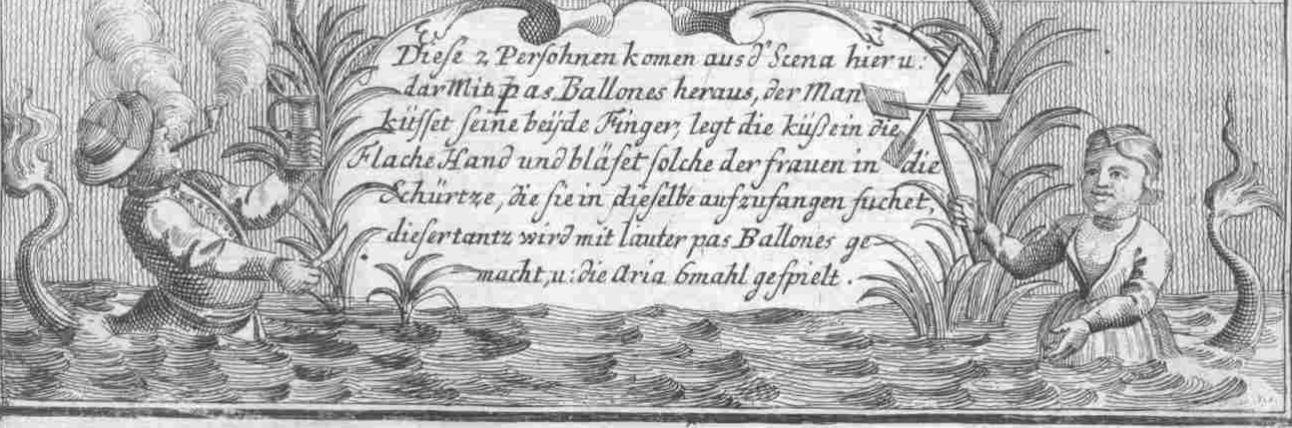 Diese 2 Persohnen komen aus d' Scena hier u:
dar Mit pas Ballones heraus, der Man
küsset seine beÿde Finger, legt die küß ein die
Flache Hand und bläset solche der frauen in die
Schürtze, die sie in dieselbe aufzufangen suchet,
dieser tantz wird mit lauter pas Ballones ge-
macht, u: die Aria 6mahl gespielt.